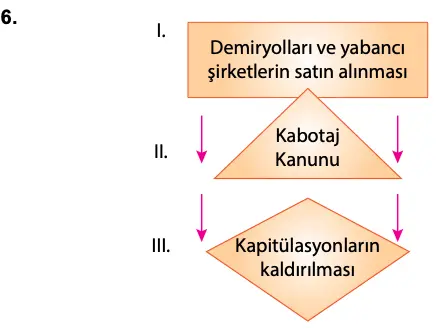 6.
I.
Demiryolları ve yabancı
şirketlerin satın alınması
II.
Kabotaj
Kanunu
III.
Kapitülasyonların
kaldırılması